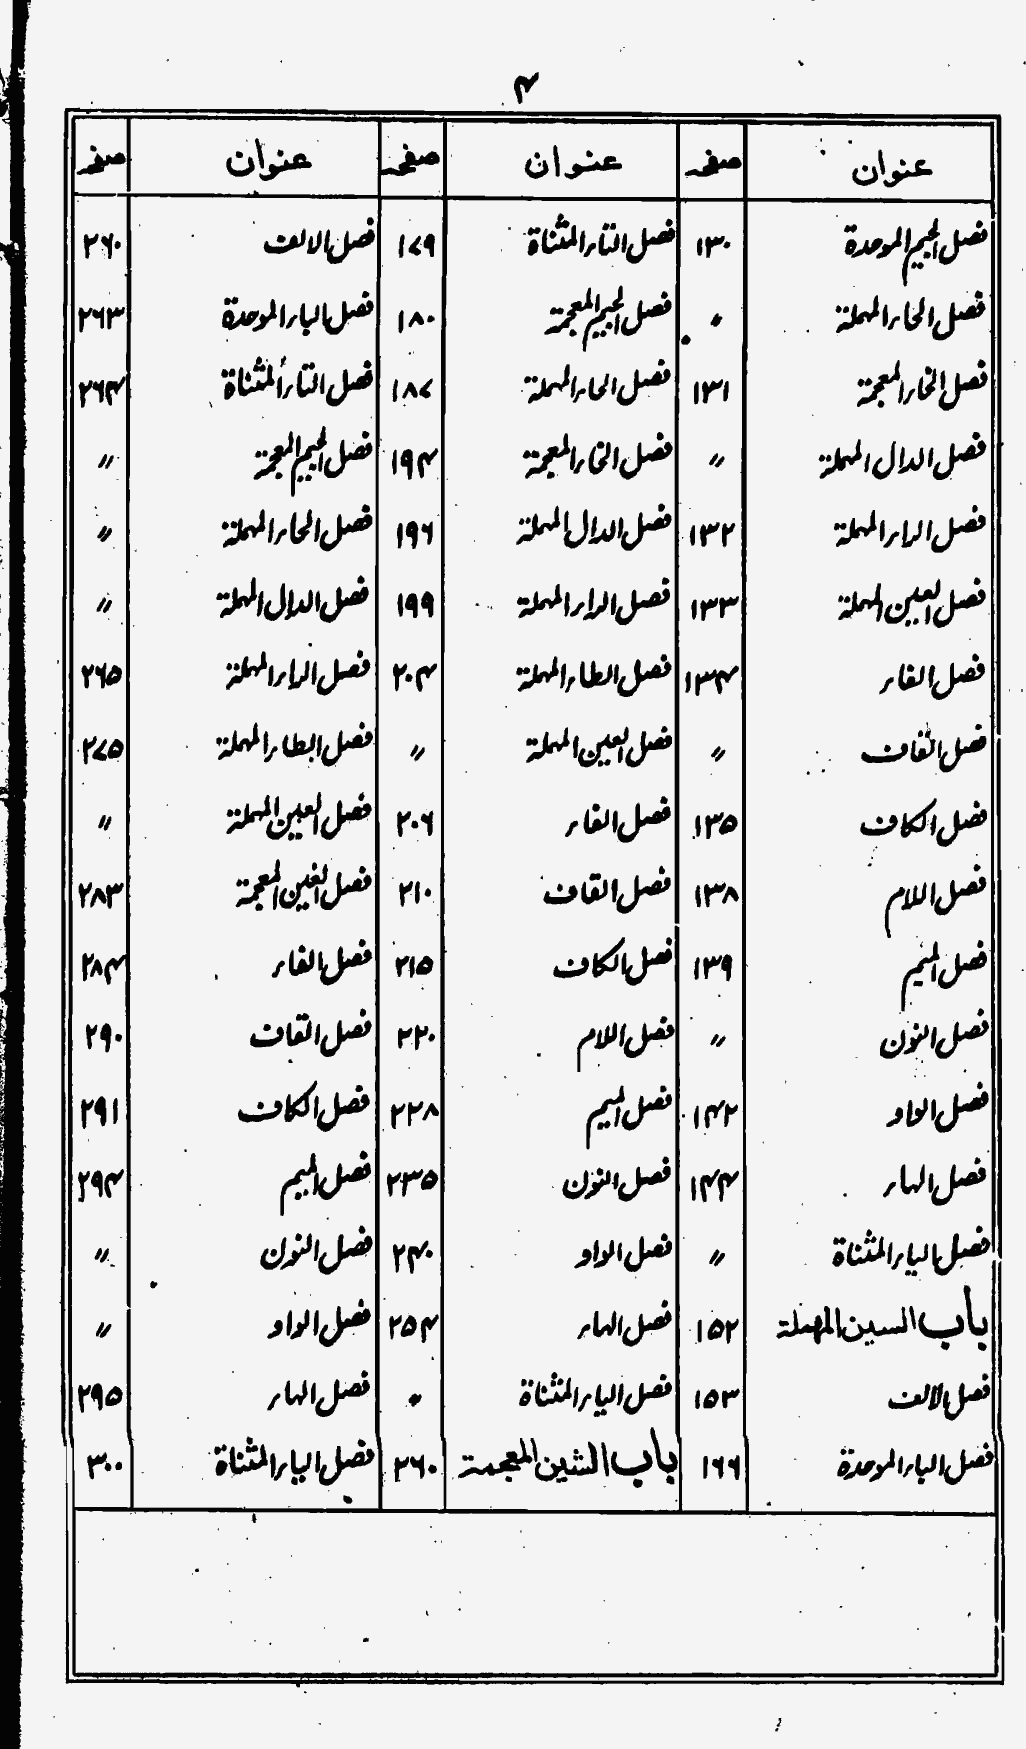 ۴
عنوان صفحہ عنوان صفحہ عنوان صفحہ
فصل الجیم الموحدة ۱۳۰ فصل التاء المثناة ۱۷۹ فصل الالف ۲۶۰
فصل الحاء المهملة 〃 فصل الجیم المعجمة ۱۸۰ فصل الباء الموحدة ۲۶۳
فصل الخاء المعجمة ۱۳۱ فصل الحاء المهملة ۱۸۷ فصل التاء المثناة ۲۶۴
فصل الدال المهملة 〃 فصل الخاء المعجمة ۱۹۴ فصل الجیم المعجمة 〃
فصل الراء المهملة ۱۳۲ فصل الدال المهملة ۱۹۶ فصل الحاء المهملة 〃
فصل العین المهملة ۱۳۳ فصل الراء المهملة ۱۹۹ فصل الدال المهملة 〃
فصل الفاء ۱۳۴ فصل الطاء المهملة ۲۰۴ فصل الراء المهملة ۲۶۵
فصل القاف 〃 فصل العین المهملة 〃 فصل الطاء المهملة ۲۷۵
فصل الکاف ۱۳۵ فصل الفاء ۲۰۶ فصل العین المهملة 〃
فصل اللام ۱۳۸ فصل القاف ۲۱۰ فصل الغین المعجمة ۲۸۳
فصل المیم ۱۳۹ فصل الکاف ۲۱۵ فصل الفاء ۲۸۴
فصل النون 〃 فصل اللام ۲۲۰ فصل القاف ۲۹۰
فصل الواو ۱۴۲ فصل المیم ۲۲۸ فصل الکاف ۲۹۱
فصل الهاء ۱۴۴ فصل النون ۲۳۵ فصل المیم ۲۹۴
فصل الیاء المثناة 〃 فصل الواو ۲۴۰ فصل النون 〃
باب السین المهملة ۱۵۲ فصل الهاء ۲۵۴ فصل الواو 〃
فصل الالف ۱۵۳ فصل الیاء المثناة 〃 فصل الهاء ۲۹۵
فصل الباء الموحدة ۱۶۶ باب الشین المعجمة ۲۶۰ فصل الیاء المثناة ۳۰۰